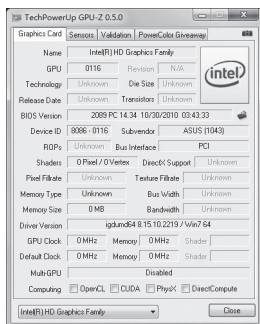 TechPowerUp GPU-Z 0.5.0
Graphics Card Sensors Validation PowerColor Giveaway
Name Intel(R) HD Graphics Family
GPU 0116 Revision N/A
intel
Technology Unknown Die Size Unknown
Release Date Unknown Transistors Unknown
BIOS Version 2089 PC 14.34 10/30/2010 03:43:33
Device ID 8086 - 0116 Subvendor ASUS (1043)
ROPs Unknown Bus Interface PCI
Shaders 0 Pixel / 0 Vertex DirectX Support Unknown
Pixel Fillrate Unknown Texture Fillrate Unknown
Memory Type Unknown Bus Width Unknown
Memory Size 0 MB Bandwidth Unknown
Driver Version igdumd64 8.15.10.2219 / Win7 64
GPU Clock 0 MHz Memory 0 MHz Shader
Default Clock 0 MHz Memory 0 MHz Shader
Multi-GPU Disabled
Computing OpenCL CUDA PhysX DirectCompute
Intel(R) HD Graphics Family Close